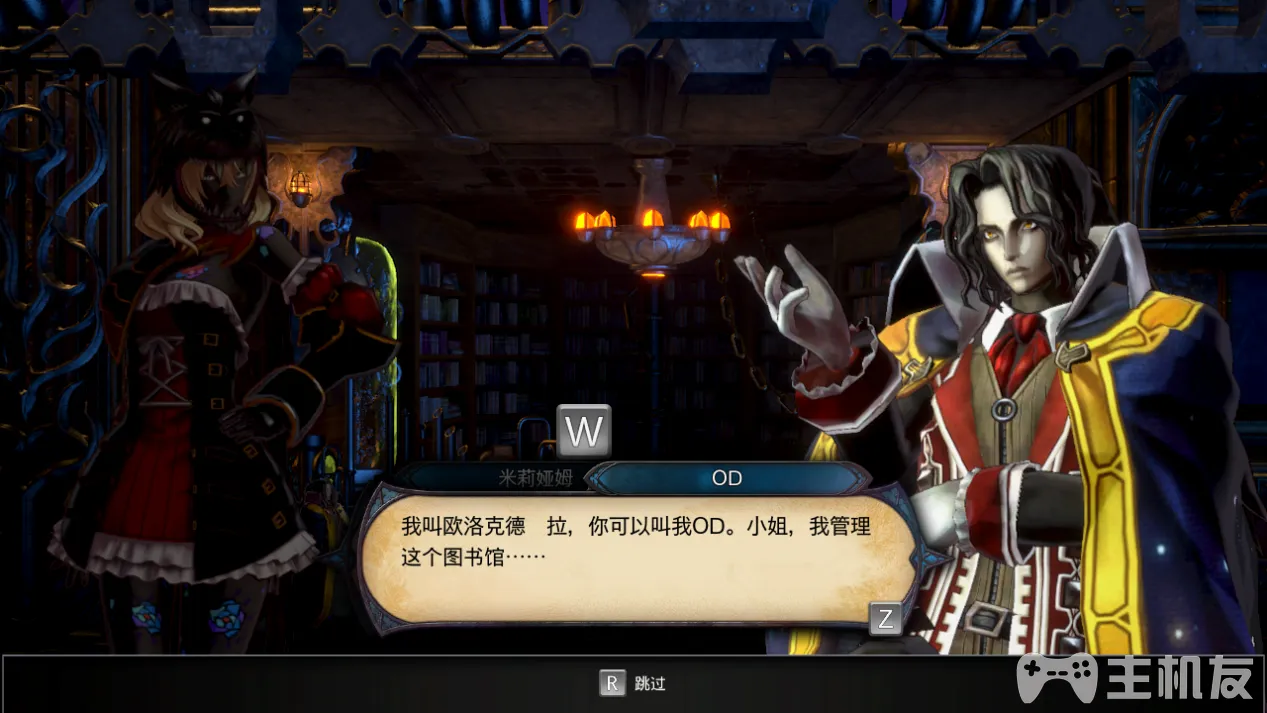 W
米莉娅姆
OD
我叫欧洛克德　拉，你可以叫我OD。小姐，我管理
这个图书馆……
Z
R 跳过
主机友